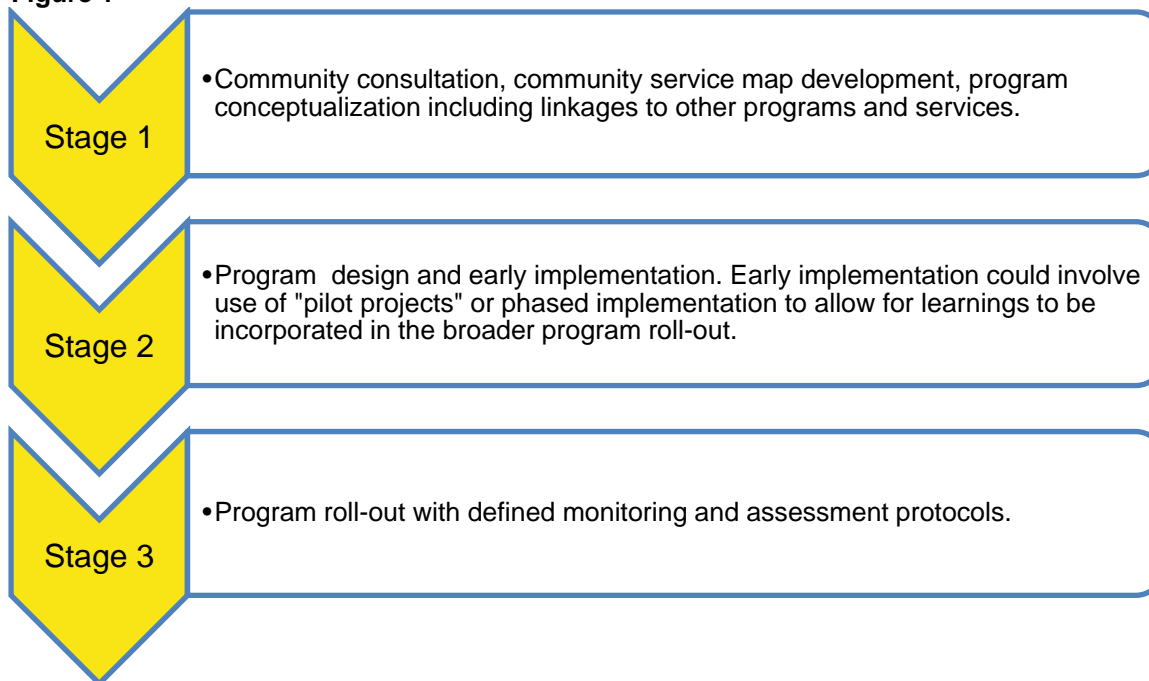 Stage 1
•Community consultation, community service map development, program
conceptualization including linkages to other programs and services.
Stage 2
•Program  design and early implementation. Early implementation could involve
use of "pilot projects" or phased implementation to allow for learnings to be
incorporated in the broader program roll-out.
Stage 3
•Program roll-out with defined monitoring and assessment protocols.